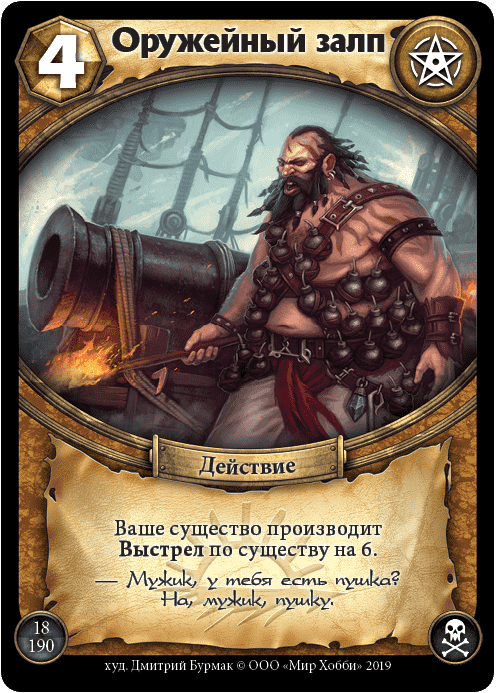 4
Оружейный залп
Действие
Ваше существо производит
Выстрел по существу на 6.
— Мужик, у тебя есть пушка?
На, мужик, пушку.
18
190
худ. Дмитрий Бурмак © ООО «Мир Хобби» 2019